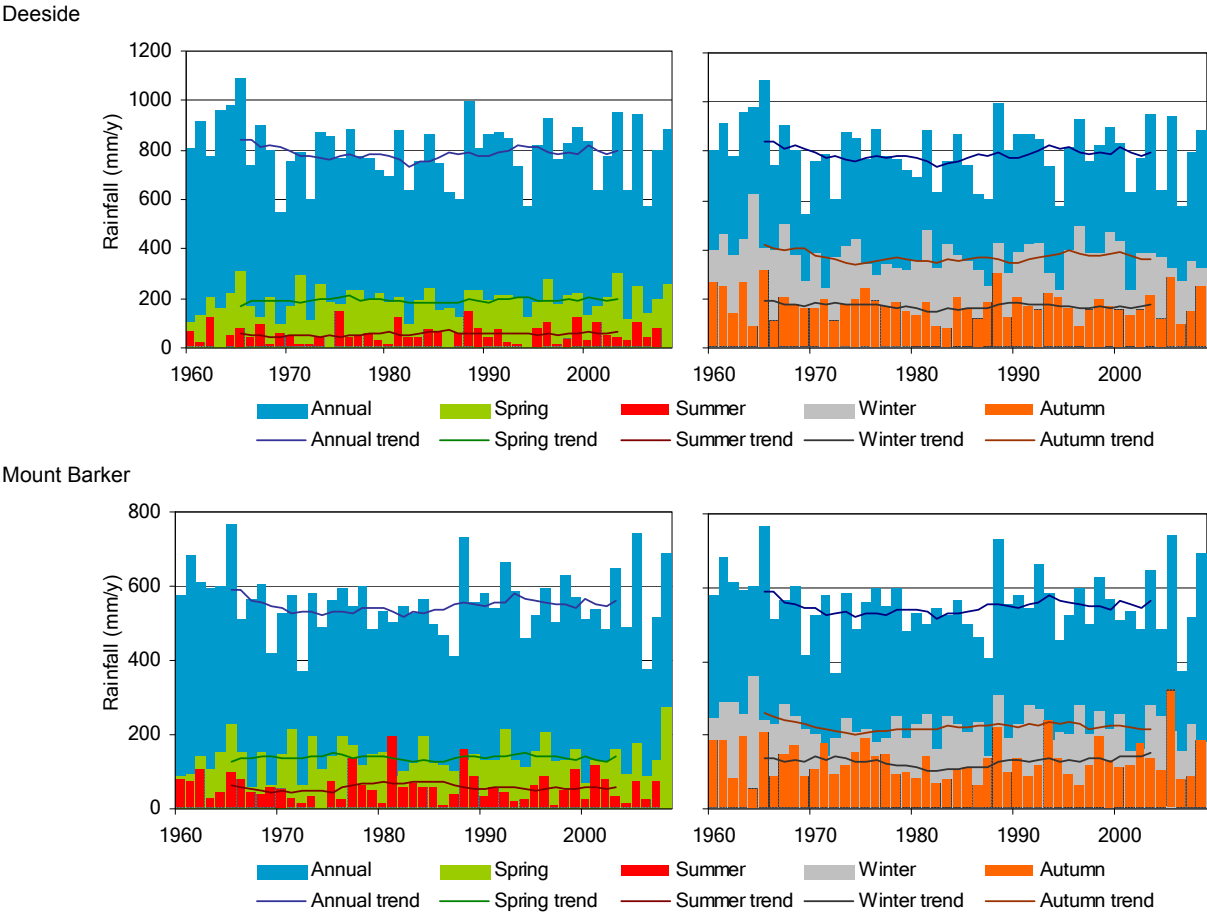 Deeside
1200
1000
800
600
400
200
0
Rainfall (mm/y)
1960 1970 1980 1990 2000
1960 1970 1980 1990 2000
Annual Spring Summer Winter Autumn
Annual trend Spring trend Summer trend Winter trend Autumn trend
Mount Barker
800
600
400
200
0
Rainfall (mm/y)
1960 1970 1980 1990 2000
1960 1970 1980 1990 2000
Annual Spring Summer Winter Autumn
Annual trend Spring trend Summer trend Winter trend Autumn trend